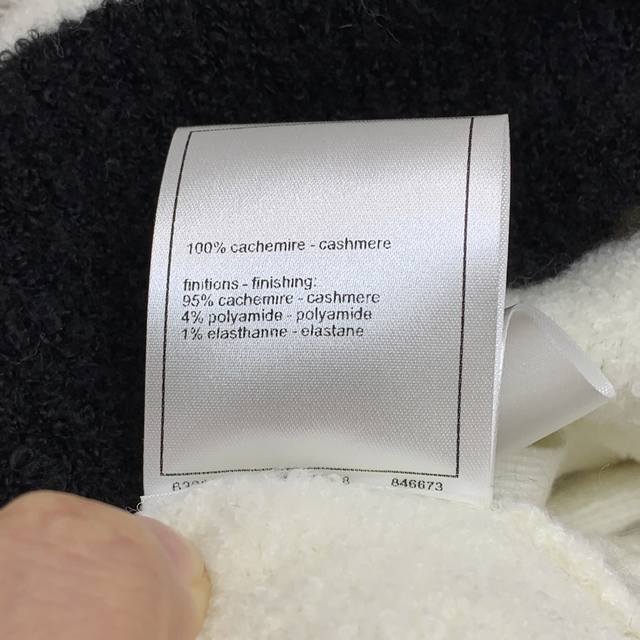 100% cachemire - cashmere
finitions - finishing:
95% cachemire - cashmere
4% polyamide - polyamide
1% elasthanne - elastane
846673